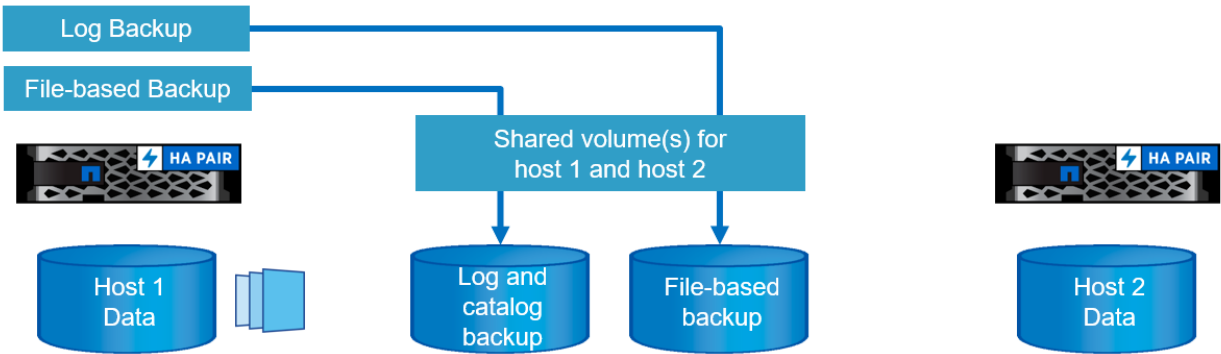 Log Backup
File-based Backup
Shared volume(s) for
host 1 and host 2
HA PAIR
HA PAIR
Host 1
Data
Log and
catalog
backup
File-based
backup
Host 2
Data